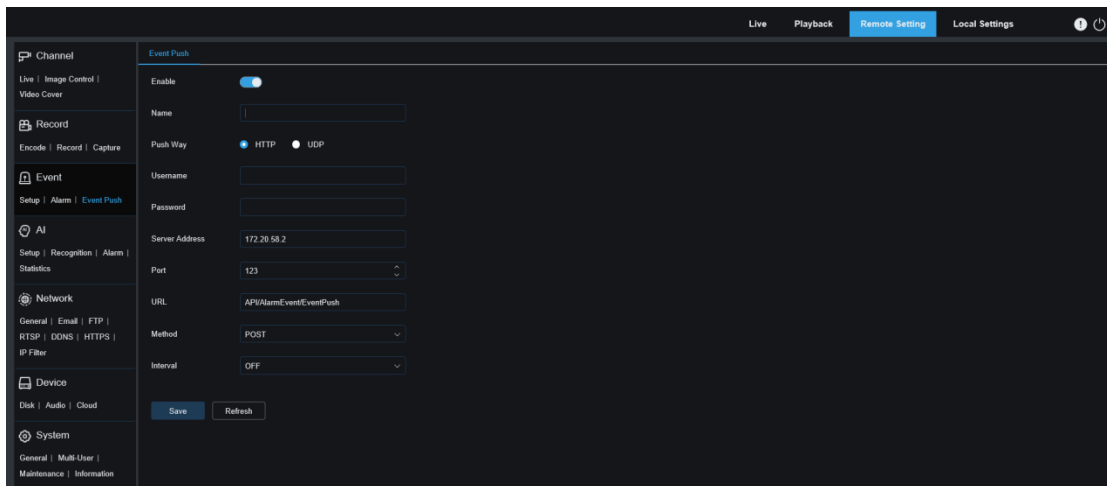 Live Playback Remote Setting Local Settings
Channel
Live | Image Control |
Video Cover
Record
Encode | Record | Capture
Event
Setup | Alarm | Event Push
AI
Setup | Recognition | Alarm |
Statistics
Network
General | Email | FTP |
RTSP | DDNS | HTTPS |
IP Filter
Device
Disk | Audio | Cloud
System
General | Multi-User |
Maintenance | Information
Event Push
Enable
Name
Push Way HTTP UDP
Username
Password
Server Address 172.20.58.2
Port 123
URL API/AlarmEvent/EventPush
Method POST
Interval OFF
Save Refresh